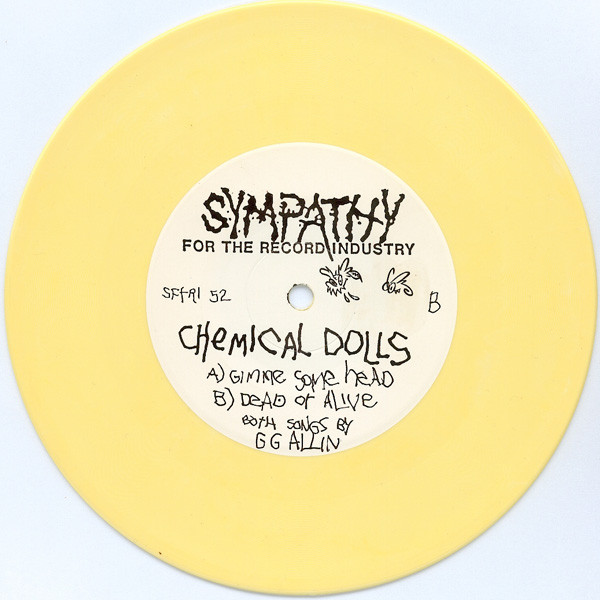 SYMPATHY
FOR THE RECORD INDUSTRY
SFTRI 52
B
CHEMICAL DOLLS
A) GIMME SOME HEAD
B) DEAD or ALIVE
BOTH SONGS BY
GG ALLIN